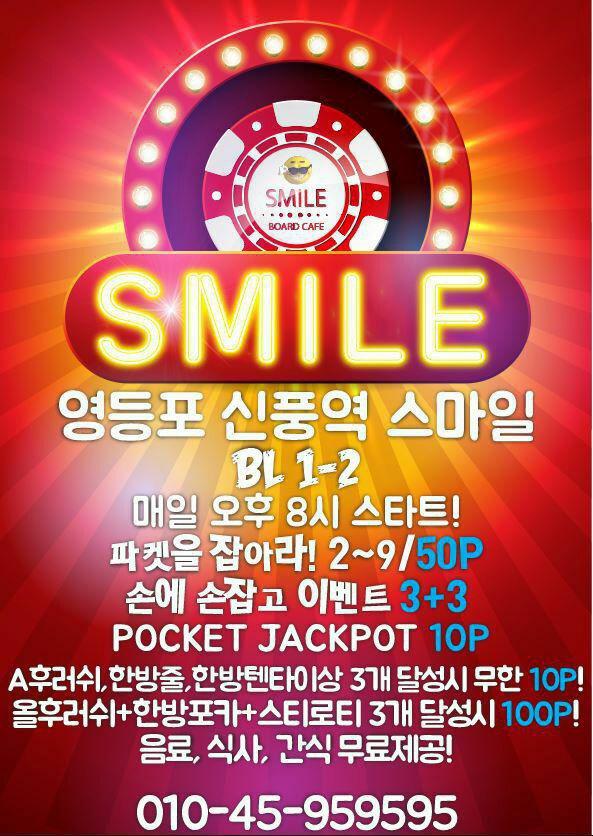 SMILE
BOARD CAFE
SMILE
영등포 신풍역 스마일
BL 1-2
매일 오후 8시 스타트!
파켓을 잡아라! 2~9/50P
손에 손잡고 이벤트 3+3
POCKET JACKPOT 10P
A후러쉬,한방줄,한방텐타이상 3개 달성시 무한 10P!
올후러쉬+한방포카+스티로티 3개 달성시 100P!
음료, 식사, 간식 무료제공!
010-45-959595